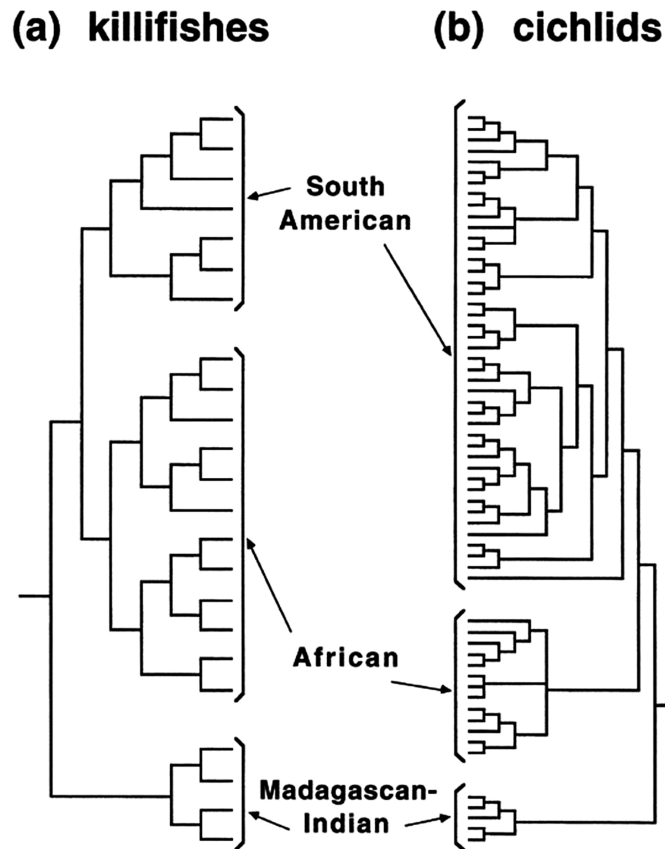 (a) killifishes
(b) cichlids
South
American
African
Madagascan-
Indian